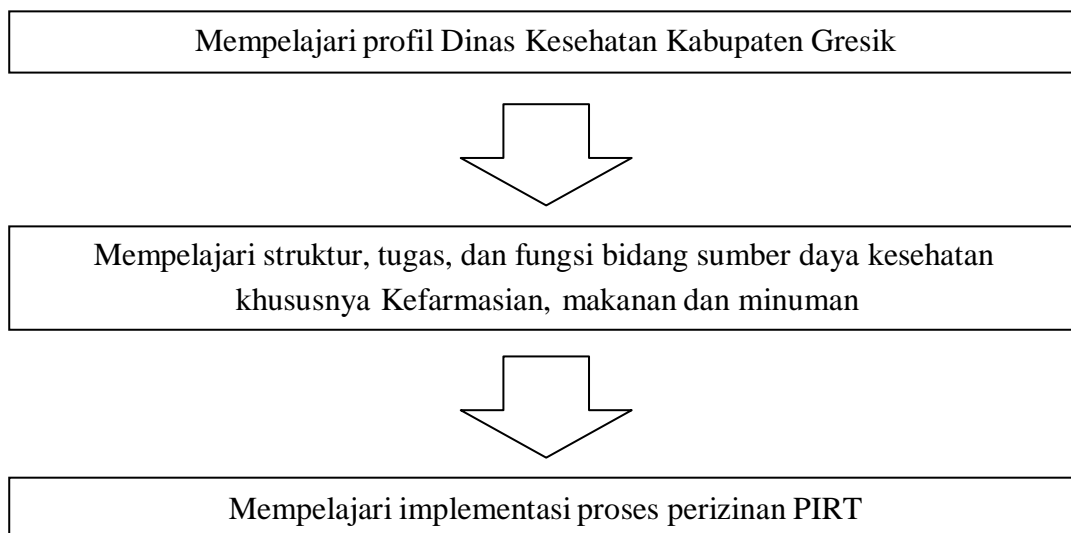 Mempelajari profil Dinas Kesehatan Kabupaten Gresik
Mempelajari struktur, tugas, dan fungsi bidang sumber daya kesehatan
khususnya Kefarmasian, makanan dan minuman
Mempelajari implementasi proses perizinan PIRT